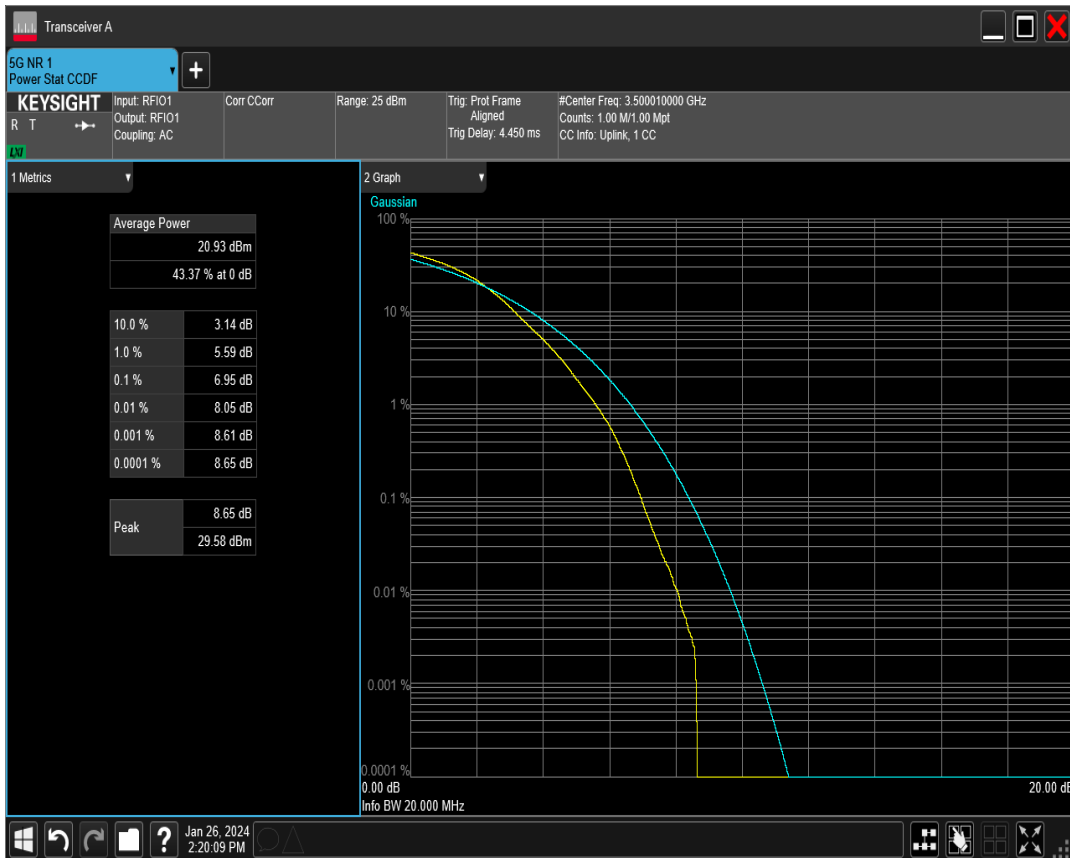 Transceiver A
5G NR 1
Power Stat CCDF
+
KEYSIGHT
R T
LXI
Input: RFIO1
Output: RFIO1
Coupling: AC
Corr CCorr
Range: 25 dBm
Trig: Prot Frame
Aligned
Trig Delay: 4.450 ms
#Center Freq: 3.500010000 GHz
Counts: 1.00 M/1.00 Mpt
CC Info: Uplink, 1 CC
1 Metrics
Average Power
20.93 dBm
43.37 % at 0 dB
10.0 % 3.14 dB
1.0 % 5.59 dB
0.1 % 6.95 dB
0.01 % 8.05 dB
0.001 % 8.61 dB
0.0001 % 8.65 dB
Peak
8.65 dB
29.58 dBm
2 Graph
Gaussian
100 %
10 %
1 %
0.1 %
0.01 %
0.001 %
0.0001 %
0.00 dB 20.00 dB
Info BW 20.000 MHz
?
Jan 26, 2024
2:20:09 PM